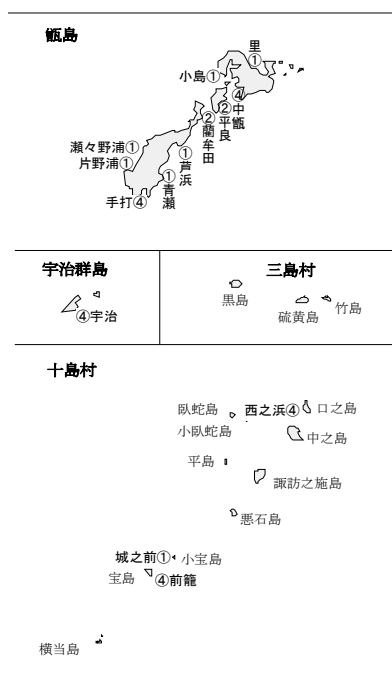 甑島
里①
小島①
④中甑
②平良
②藺牟田
瀬々野浦①
片野浦①
①芦浜
①青瀬
手打④
宇治群島
④宇治
三島村
黒島
硫黄島
竹島
十島村
臥蛇島
西之浜④
口之島
小臥蛇島
中之島
平島
諏訪之施島
悪石島
城之前①
小宝島
宝島
④前籠
横当島